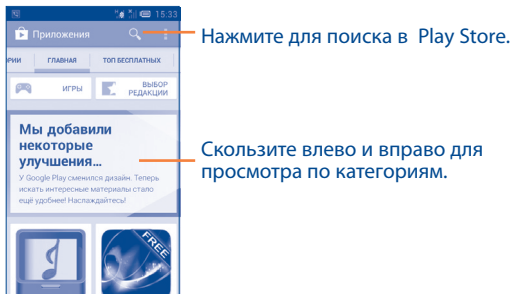 15:33
Приложения
Нажмите для поиска в Play Store.
РИИ ГЛАВНАЯ ТОП БЕСПЛАТНЫХ
ИГРЫ
ВЫБОР
РЕДАКЦИИ
Мы добавили
некоторые
улучшения...
Скользите влево и вправо для
просмотра по категориям.
У Google Play сменился дизайн. Теперь
искать интересные материалы стало
ещё удобнее! Наслаждайтесь!
FREE